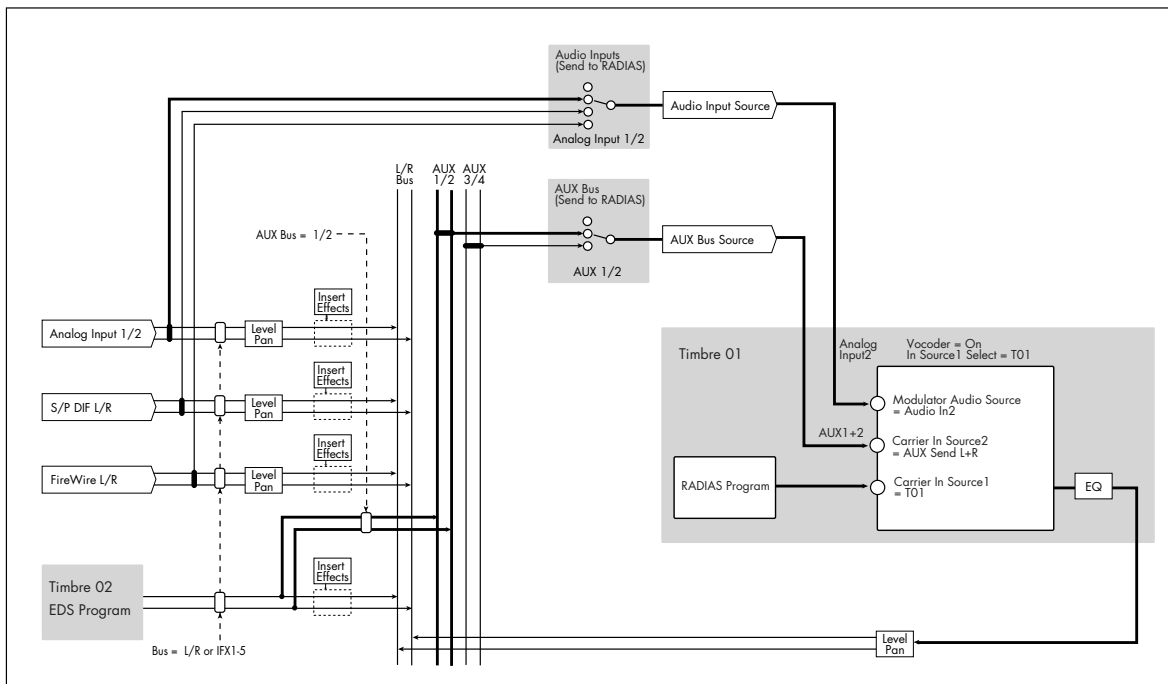 Audio Inputs
(Send to RADIAS)
Audio Input Source
Analog Input 1/2
L/R
Bus
AUX
1/2
AUX
3/4
AUX Bus
(Send to RADIAS)
AUX Bus = 1/2
AUX Bus Source
AUX 1/2
Insert
Effects
Analog Input 1/2
Level
Pan
Timbre 01
Analog
Input2
Vocoder = On
In Source1 Select = T01
Insert
Effects
S/P DIF L/R
Level
Pan
Modulator Audio Source
= Audio In2
AUX1+2
Carrier In Source2
= AUX Send L+R
Insert
Effects
FireWire L/R
Level
Pan
RADIAS Program
Carrier In Source1
= T01
EQ
Insert
Effects
Timbre 02
EDS Program
Bus = L/R or IFX1-5
Level
Pan